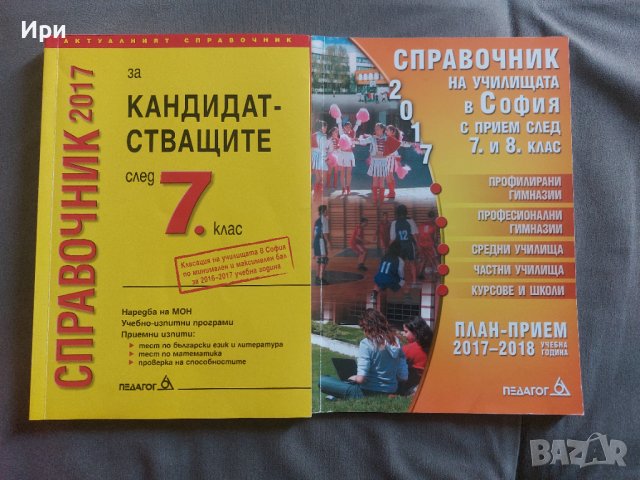 Ири
АКТУАЛНИЯТ СПРАВОЧНИК
СПРАВОЧНИК 2017
за
КАНДИДАТ-
СТВАЩИТЕ
след
7.
клас
Класация на училищата в София
по минимален и максимален бал
за 2016-2017 учебна година
Наредба на МОН
Учебно-изпитни програми
Приемни изпити:
тест по български език и литература
тест по математика
проверка на способностите
ПЕДАГОГ 6
СПРАВОЧНИК
НА УЧИЛИЩАТА
в СОФИЯ
С ПРИЕМ СЛЕД
7. И 8. КЛАС
2017
ПРОФИЛИРАНИ
ГИМНАЗИИ
ПРОФЕСИОНАЛНИ
ГИМНАЗИИ
СРЕДНИ УЧИЛИЩА
ЧАСТНИ УЧИЛИЩА
КУРСОВЕ И ШКОЛИ
ПЛАН-ПРИЕМ
2017-2018 УЧЕБНА
ГОДИНА
ПЕДАГОГ 6
BAZAR